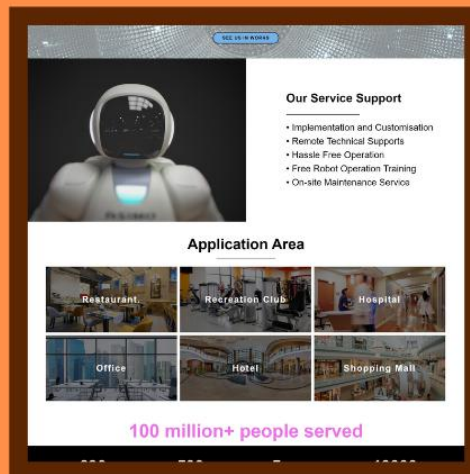 SEE US IN WORKS
Our Service Support
• Implementation and Customisation
• Remote Technical Supports
• Hassle Free Operation
• Free Robot Operation Training
• On-site Maintenance Service
Application Area
Restaurant.
Recreation Club
Hospital
Office
Hotel
Shopping Mall
100 million+ people served